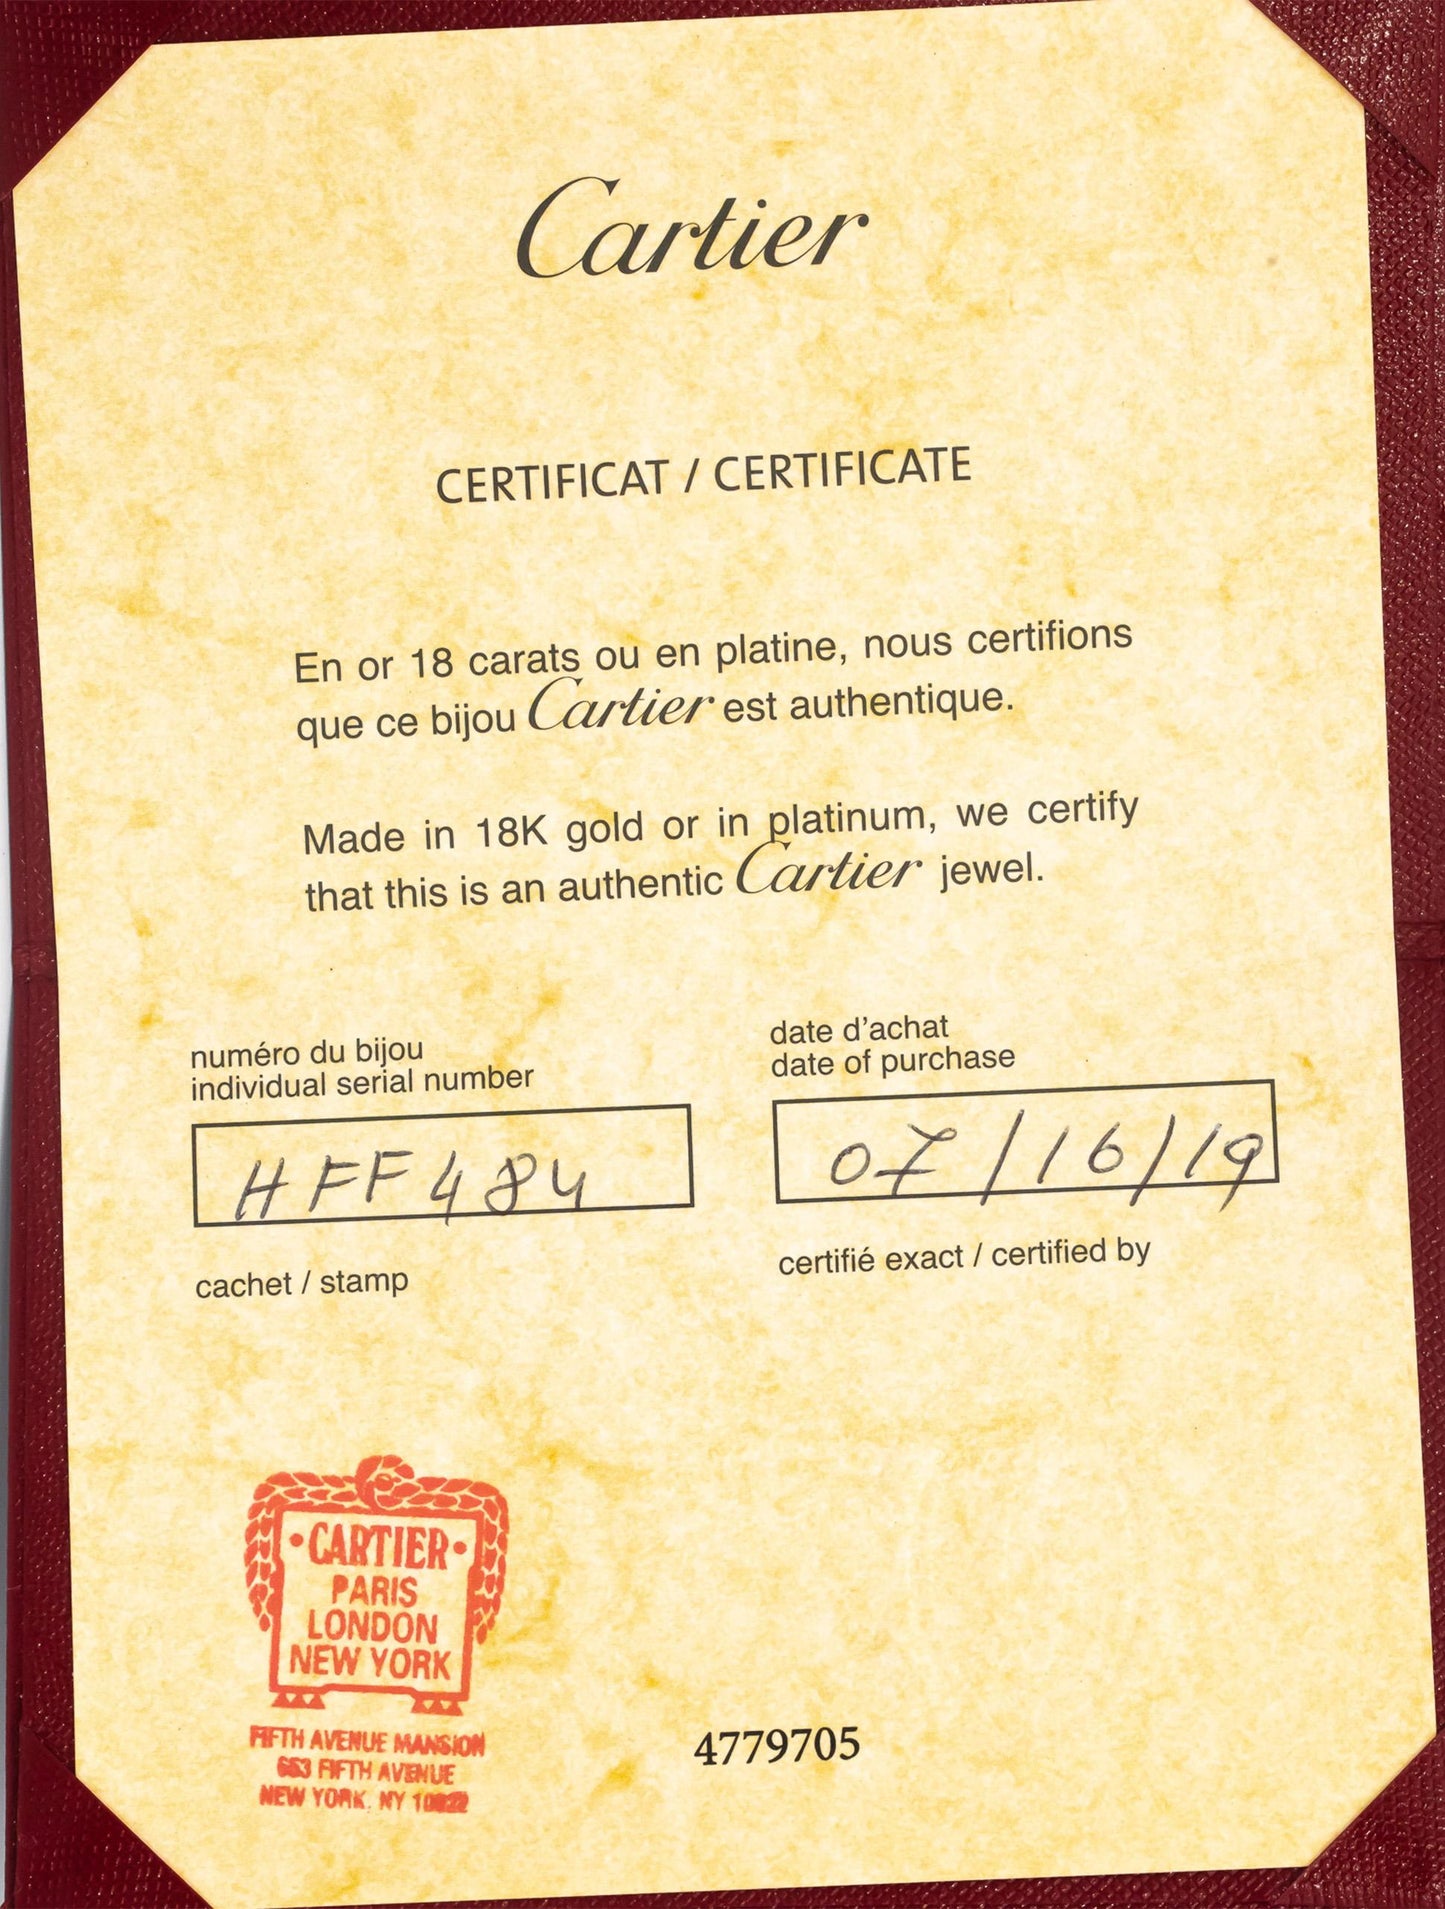 Cartier
CERTIFICAT / CERTIFICATE
En or 18 carats ou en platine, nous certifions
que ce bijou Cartier est authentique.
Made in 18K gold or in platinum, we certify
that this is an authentic Cartier jewel.
numéro du bijou
individual serial number
HFF484
date d'achat
date of purchase
07/16/19
cachet / stamp
certifié exact / certified by
·CARTIER·
PARIS
LONDON
NEW YORK
FIFTH AVENUE MANSION
653 FIFTH AVENUE
NEW YORK, NY 10022
4779705